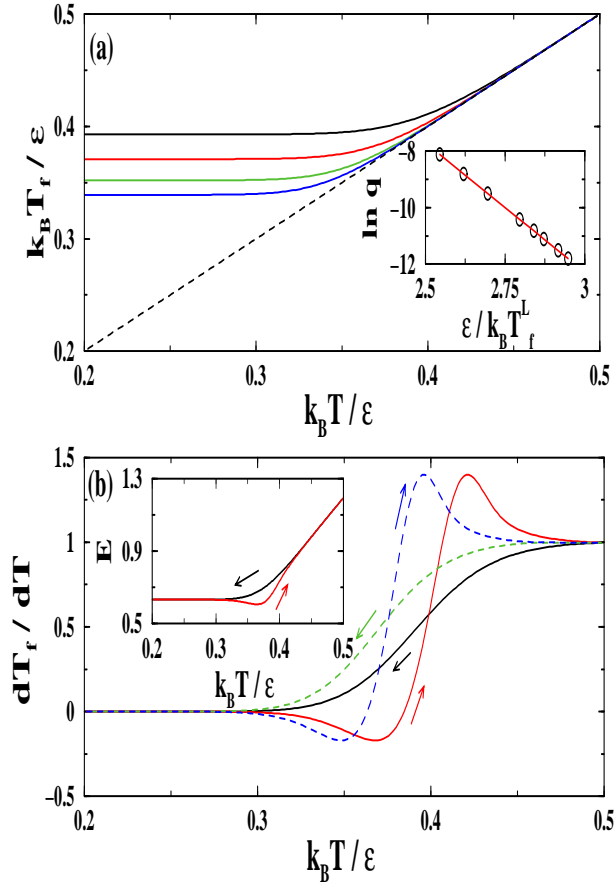 0.5
(a)
0.4
0.3
0.2
k_B T_f / ε
0.2 0.3 0.4 0.5
k_B T / ε
−8
−10
−12
ln q
2.5 2.75 3
ε / k_B T_f^L
1.5
(b)
1
0.5
0
−0.5
dT_f / dT
0.2 0.3 0.4 0.5
k_B T / ε
1.3
0.9
0.5
E
0.2 0.3 0.4 0.5
k_B T / ε